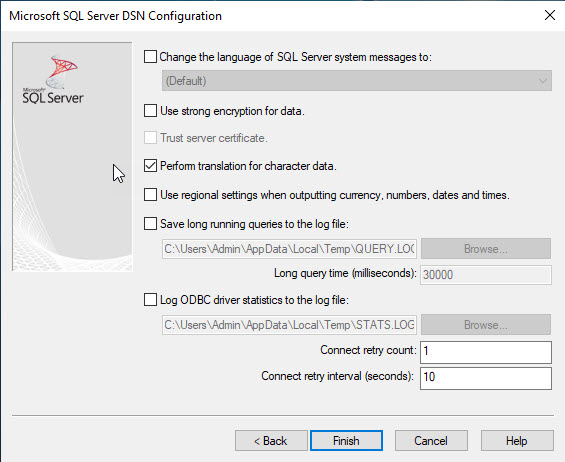 Microsoft SQL Server DSN Configuration
Microsoft
SQL Server
Change the language of SQL Server system messages to:
(Default)
Use strong encryption for data.
Trust server certificate.
Perform translation for character data.
Use regional settings when outputting currency, numbers, dates and times.
Save long running queries to the log file:
C:\Users\Admin\AppData\Local\Temp\QUERY.LOG Browse...
Long query time (milliseconds): 30000
Log ODBC driver statistics to the log file:
C:\Users\Admin\AppData\Local\Temp\STATS.LOG Browse...
Connect retry count: 1
Connect retry interval (seconds): 10
< Back Finish Cancel Help